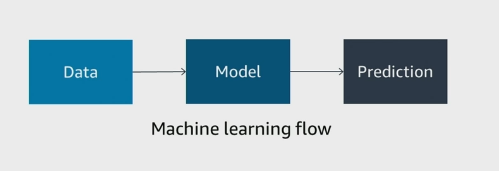 Data
Model
Prediction
Machine learning flow